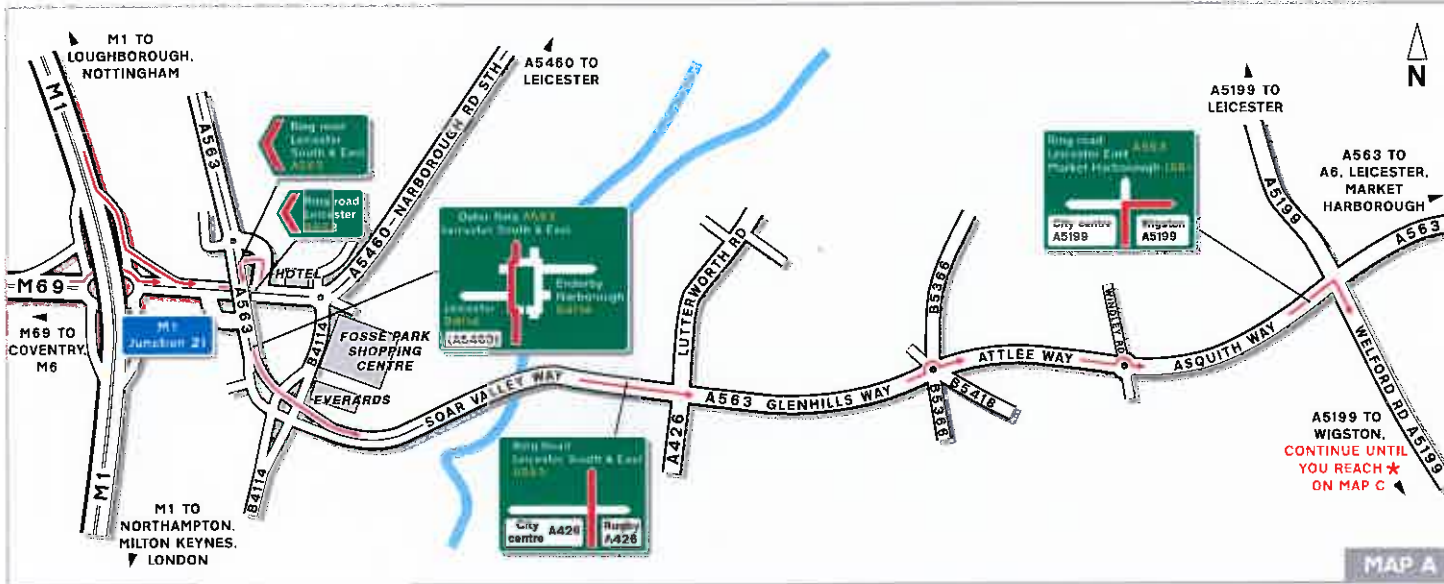 M1 TO
LOUGHBOROUGH,
NOTTINGHAM
M1
A563
A5460 TO
LEICESTER
A5460-NARBOROUGH RD STH
Ring road
Leicester
South & East
A563
Ring road
Leicester
HOTEL
M69
M69 TO
COVENTRY,
M6
M1
Junction 21
A563
B4114
FOSSE PARK
SHOPPING
CENTRE
EVERARDS
B4114
M1
M1 TO
NORTHAMPTON,
MILTON KEYNES,
LONDON
Outer Ring A563
Leicester South & East
Enderby
Narborough
Leicester
(A5460)
SOAR VALLEY WAY
Ring Road
Leicester South & East
A563
City
centre
A426
Rugby
A426
LUTTERWORTH RD
A426
A563 GLENHILLS WAY
B5366
B5366
B5418
ATTLEE WAY
WINDLEY RD
ASQUITH WAY
Ring road
Leicester East A563
Market Harborough (A6)
City centre
A5199
Wigston
A5199
A5199 TO
LEICESTER
A5199
A563 TO
A6, LEICESTER,
MARKET
HARBOROUGH
A563
WELFORD RD A5199
A5199 TO
WIGSTON,
CONTINUE UNTIL
YOU REACH *
ON MAP C
N
MAP A